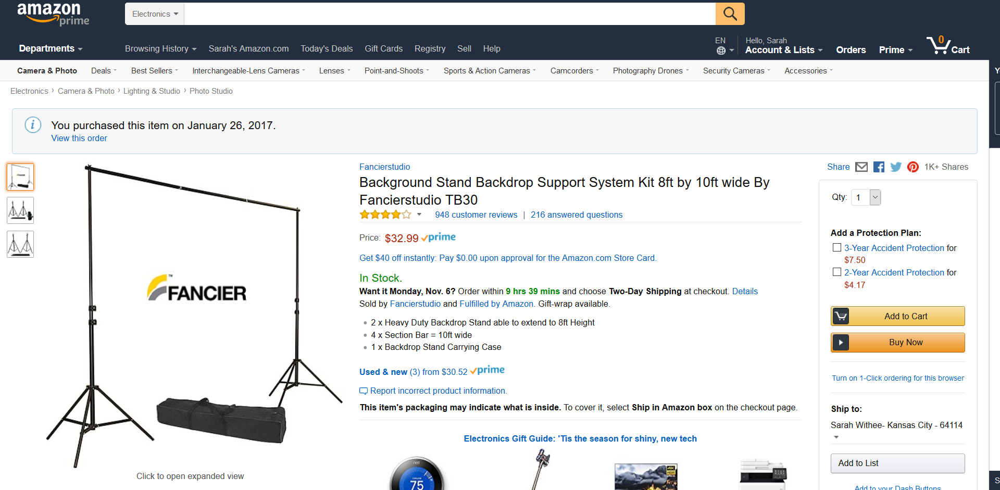 amazon
prime
Electronics
Departments
Browsing History
Sarah's Amazon.com
Today's Deals
Gift Cards
Registry
Sell
Help
EN
Hello, Sarah
Account & Lists
Orders
Prime
0
Cart
Camera & Photo
Deals
Best Sellers
Interchangeable-Lens Cameras
Lenses
Point-and-Shoots
Sports & Action Cameras
Camcorders
Photography Drones
Security Cameras
Accessories
Electronics › Camera & Photo › Lighting & Studio › Photo Studio
You purchased this item on January 26, 2017.
View this order
FANCIER
™
FANCIER
Click to open expanded view
Fancierstudio
Background Stand Backdrop Support System Kit 8ft by 10ft wide By
Fancierstudio TB30
948 customer reviews | 216 answered questions
Price: $32.99 prime
Get $40 off instantly: Pay $0.00 upon approval for the Amazon.com Store Card.
In Stock.
Want it Monday, Nov. 6? Order within 9 hrs 39 mins and choose Two-Day Shipping at checkout. Details
Sold by Fancierstudio and Fulfilled by Amazon. Gift-wrap available.
• 2 x Heavy Duty Backdrop Stand able to extend to 8ft Height
• 4 x Section Bar = 10ft wide
• 1 x Backdrop Stand Carrying Case
Used & new (3) from $30.52 prime
Report incorrect product information.
This item's packaging may indicate what is inside. To cover it, select Ship in Amazon box on the checkout page.
Electronics Gift Guide: 'Tis the season for shiny, new tech
nest
75
4K
HDR
Share
1K+ Shares
Qty: 1
Add a Protection Plan:
3-Year Accident Protection for
$7.50
2-Year Accident Protection for
$4.17
Add to Cart
Buy Now
Turn on 1-Click ordering for this browser
Ship to:
Sarah Withee- Kansas City - 64114
Add to List
Add to your Dash Buttons
Y
S